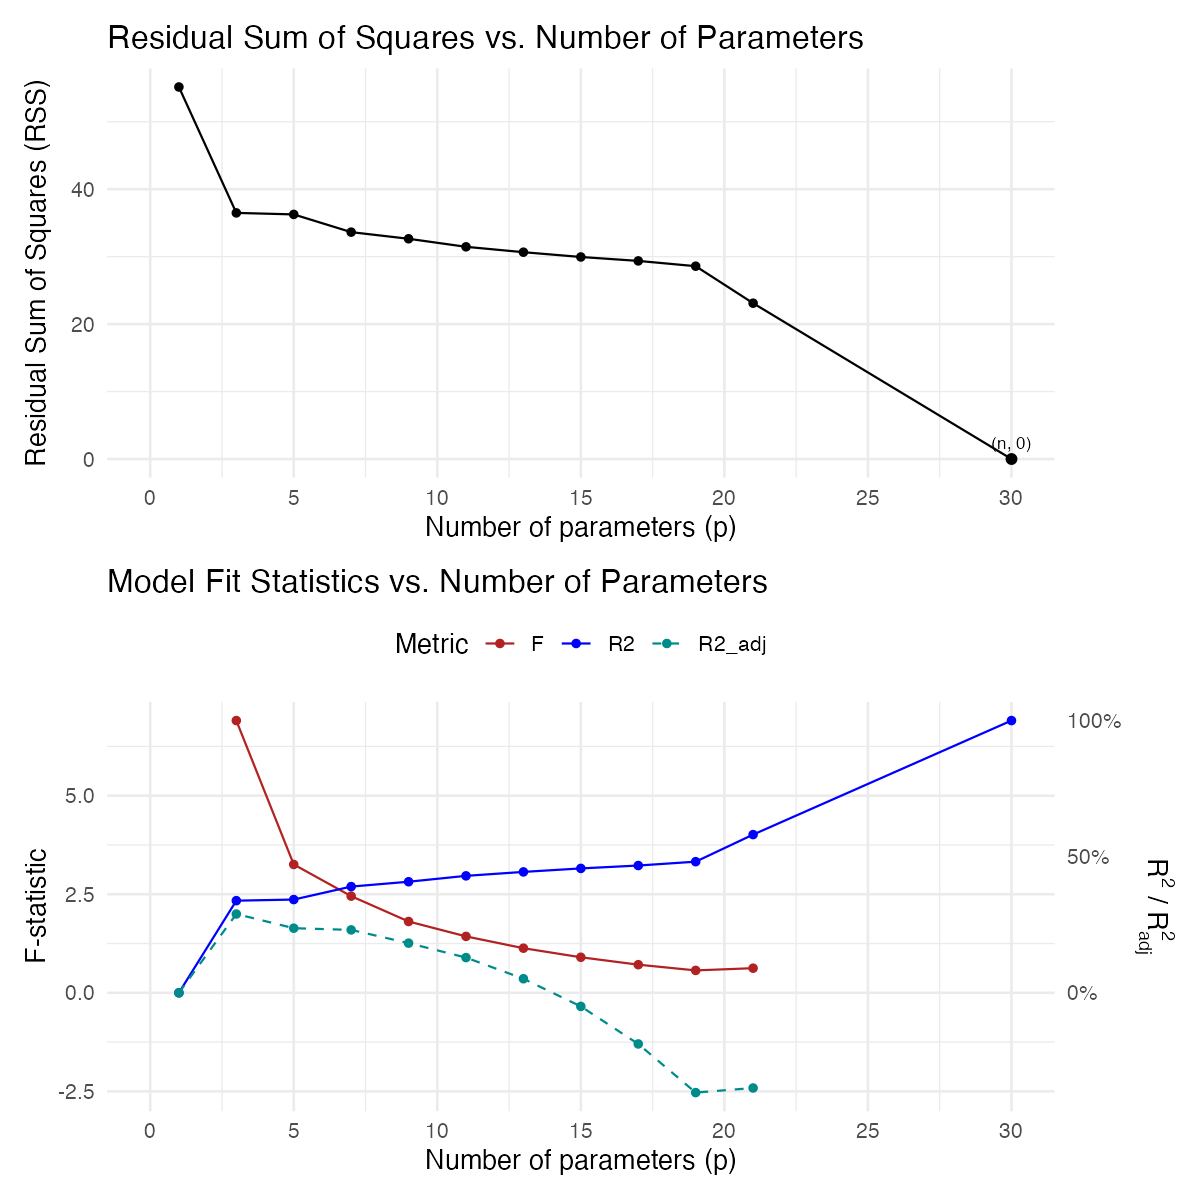 Residual Sum of Squares vs. Number of Parameters
Residual Sum of Squares (RSS)
40
20
0
(n, 0)
0 5 10 15 20 25 30
Number of parameters (p)
Model Fit Statistics vs. Number of Parameters
Metric F R2 R2_adj
F-statistic
5.0
2.5
0.0
-2.5
100%
50%
0%
R² / R²adj
0 5 10 15 20 25 30
Number of parameters (p)